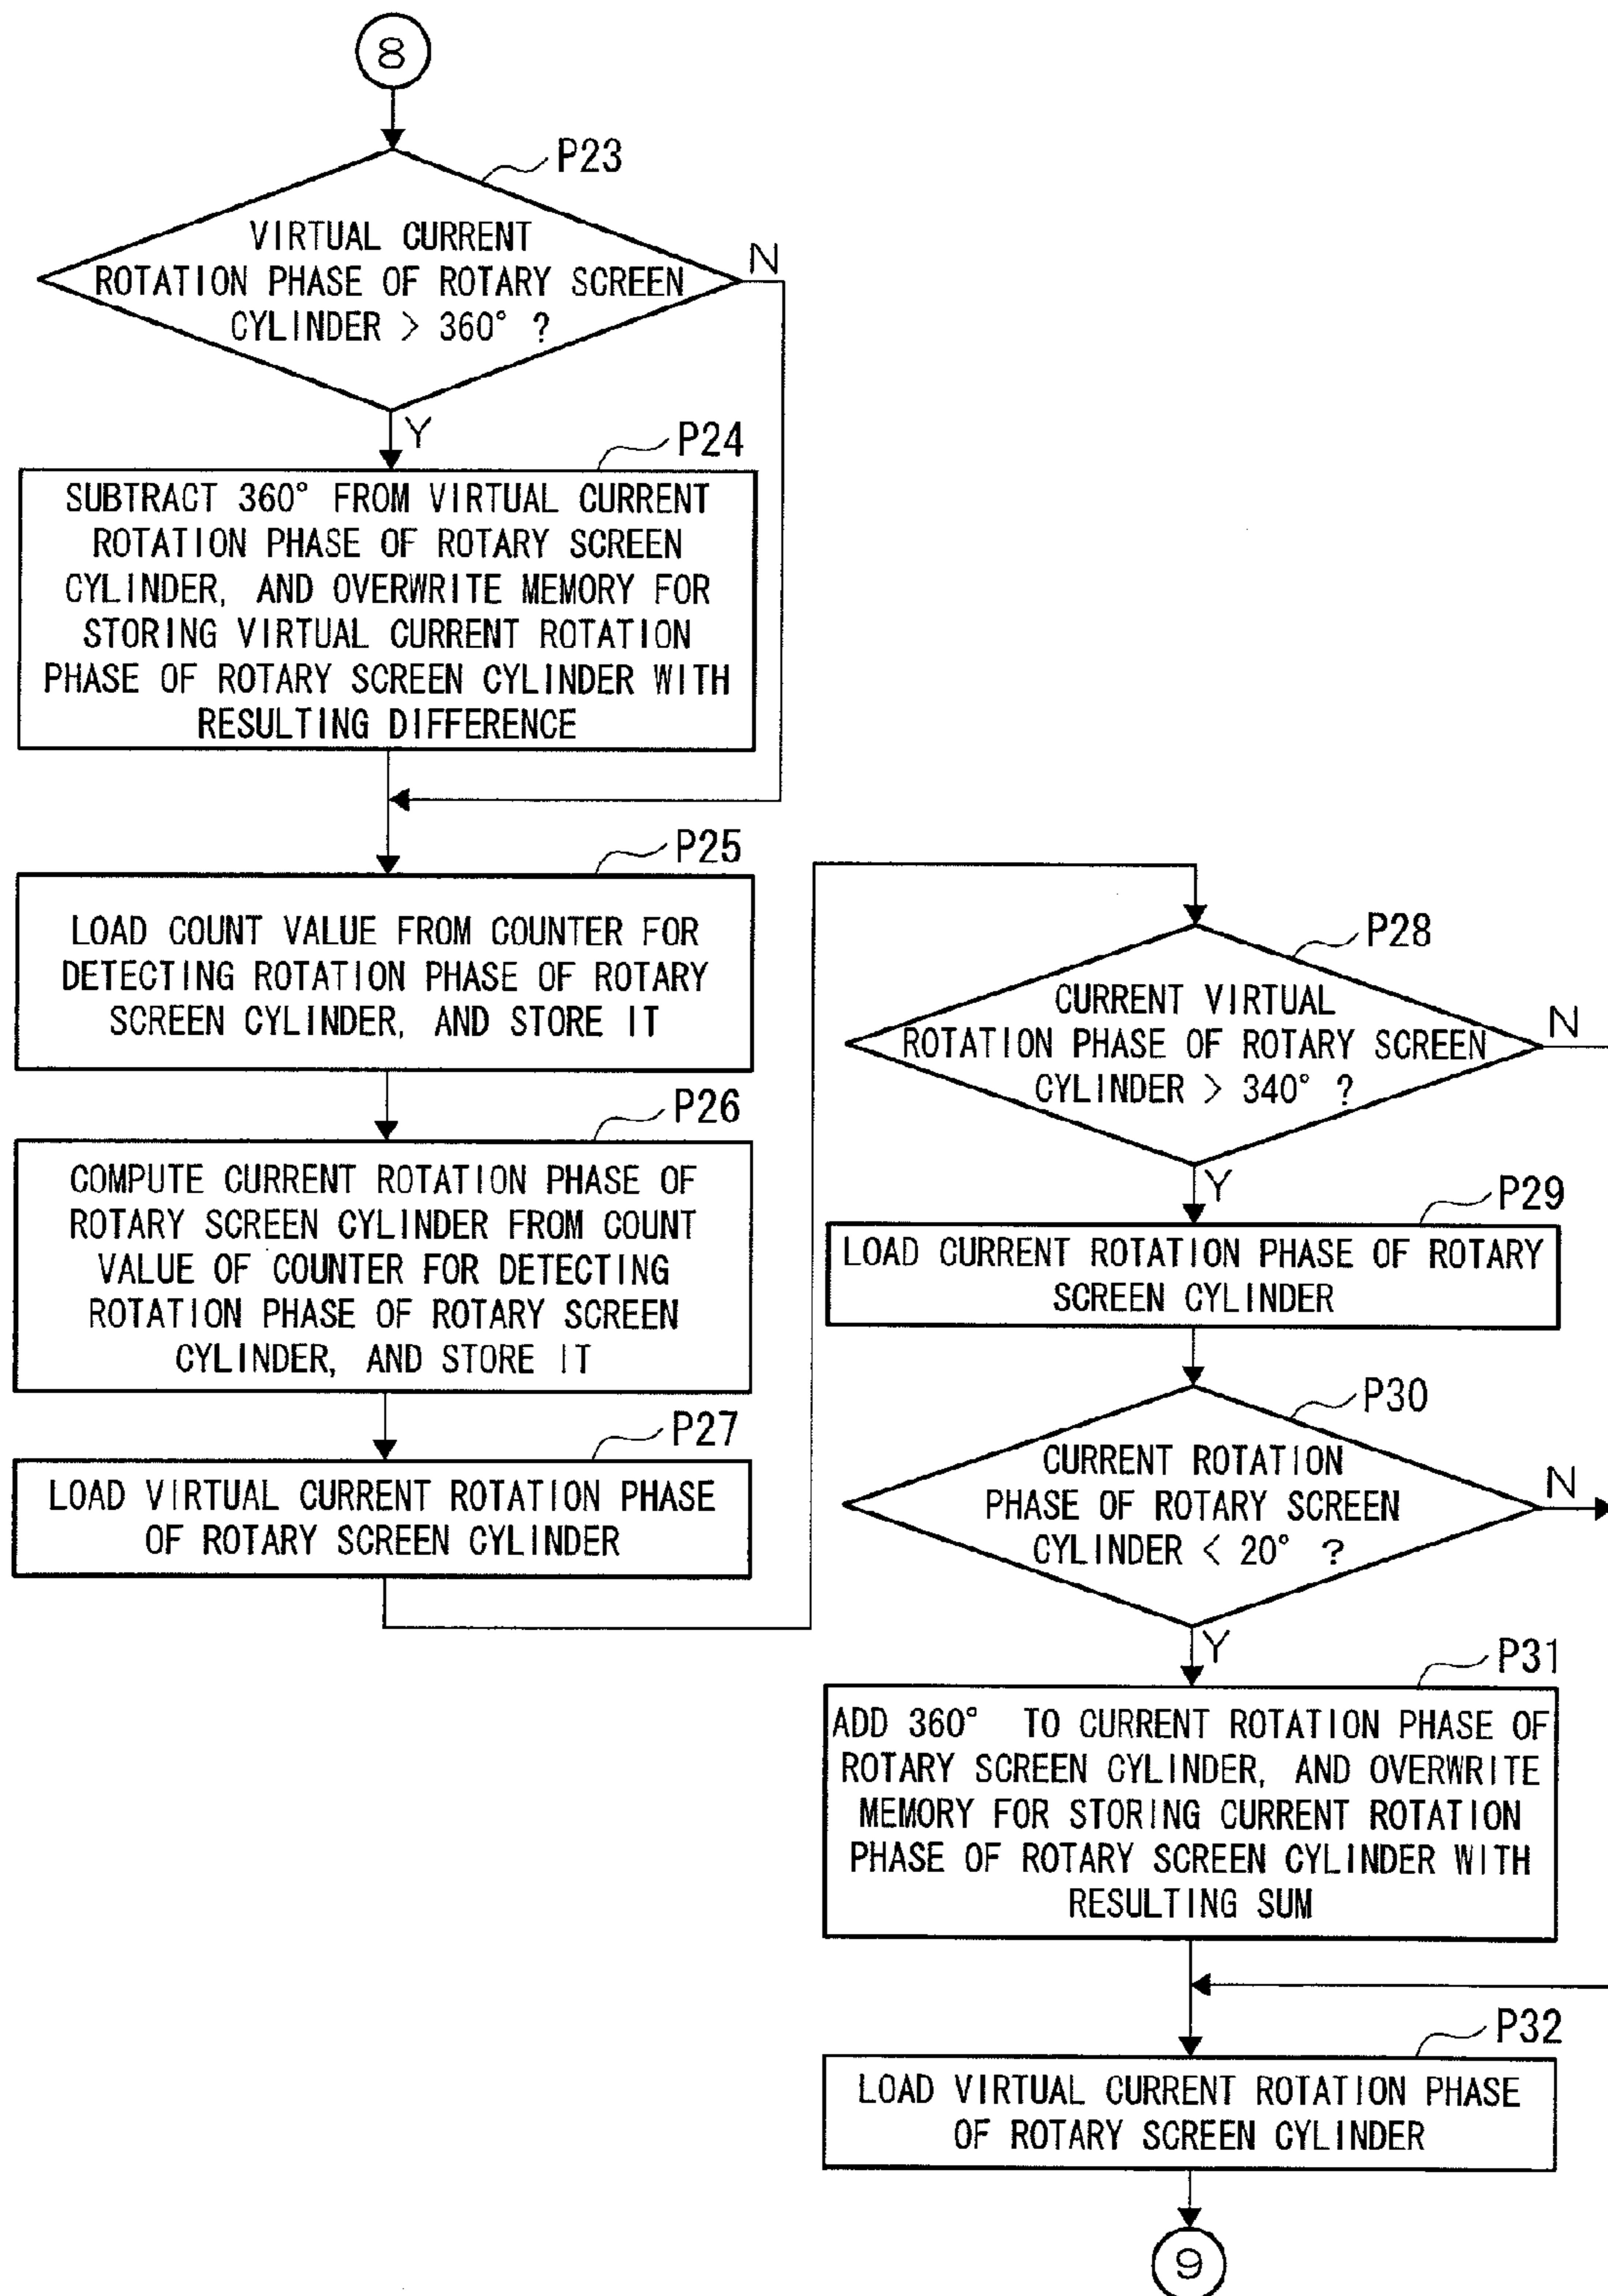 8
P23
VIRTUAL CURRENT
ROTATION PHASE OF ROTARY SCREEN
CYLINDER > 360° ?
N
Y
P24
SUBTRACT 360° FROM VIRTUAL CURRENT
ROTATION PHASE OF ROTARY SCREEN
CYLINDER, AND OVERWRITE MEMORY FOR
STORING VIRTUAL CURRENT ROTATION
PHASE OF ROTARY SCREEN CYLINDER WITH
RESULTING DIFFERENCE
P25
LOAD COUNT VALUE FROM COUNTER FOR
DETECTING ROTATION PHASE OF ROTARY
SCREEN CYLINDER, AND STORE IT
P26
COMPUTE CURRENT ROTATION PHASE OF
ROTARY SCREEN CYLINDER FROM COUNT
VALUE OF COUNTER FOR DETECTING
ROTATION PHASE OF ROTARY SCREEN
CYLINDER, AND STORE IT
P27
LOAD VIRTUAL CURRENT ROTATION PHASE
OF ROTARY SCREEN CYLINDER
P28
CURRENT VIRTUAL
ROTATION PHASE OF ROTARY SCREEN
CYLINDER > 340° ?
N
Y
P29
LOAD CURRENT ROTATION PHASE OF ROTARY
SCREEN CYLINDER
P30
CURRENT ROTATION
PHASE OF ROTARY SCREEN
CYLINDER < 20° ?
N
Y
P31
ADD 360° TO CURRENT ROTATION PHASE OF
ROTARY SCREEN CYLINDER, AND OVERWRITE
MEMORY FOR STORING CURRENT ROTATION
PHASE OF ROTARY SCREEN CYLINDER WITH
RESULTING SUM
P32
LOAD VIRTUAL CURRENT ROTATION PHASE
OF ROTARY SCREEN CYLINDER
9